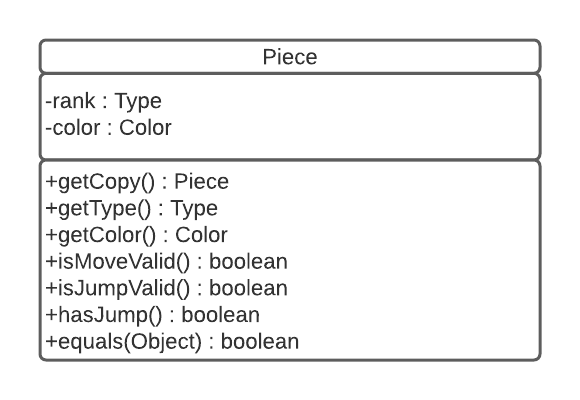 Piece
-rank : Type
-color : Color
+getCopy() : Piece
+getType() : Type
+getColor() : Color
+isMoveValid() : boolean
+isJumpValid() : boolean
+hasJump() : boolean
+equals(Object) : boolean